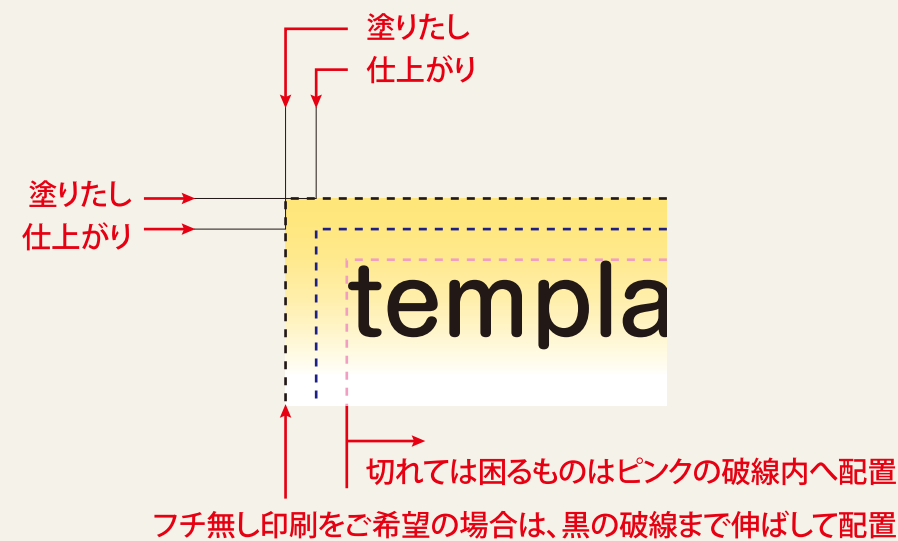 塗りたし
仕上がり
塗りたし
仕上がり
templa
切れては困るものはピンクの破線内へ配置
フチ無し印刷をご希望の場合は、黒の破線まで伸ばして配置